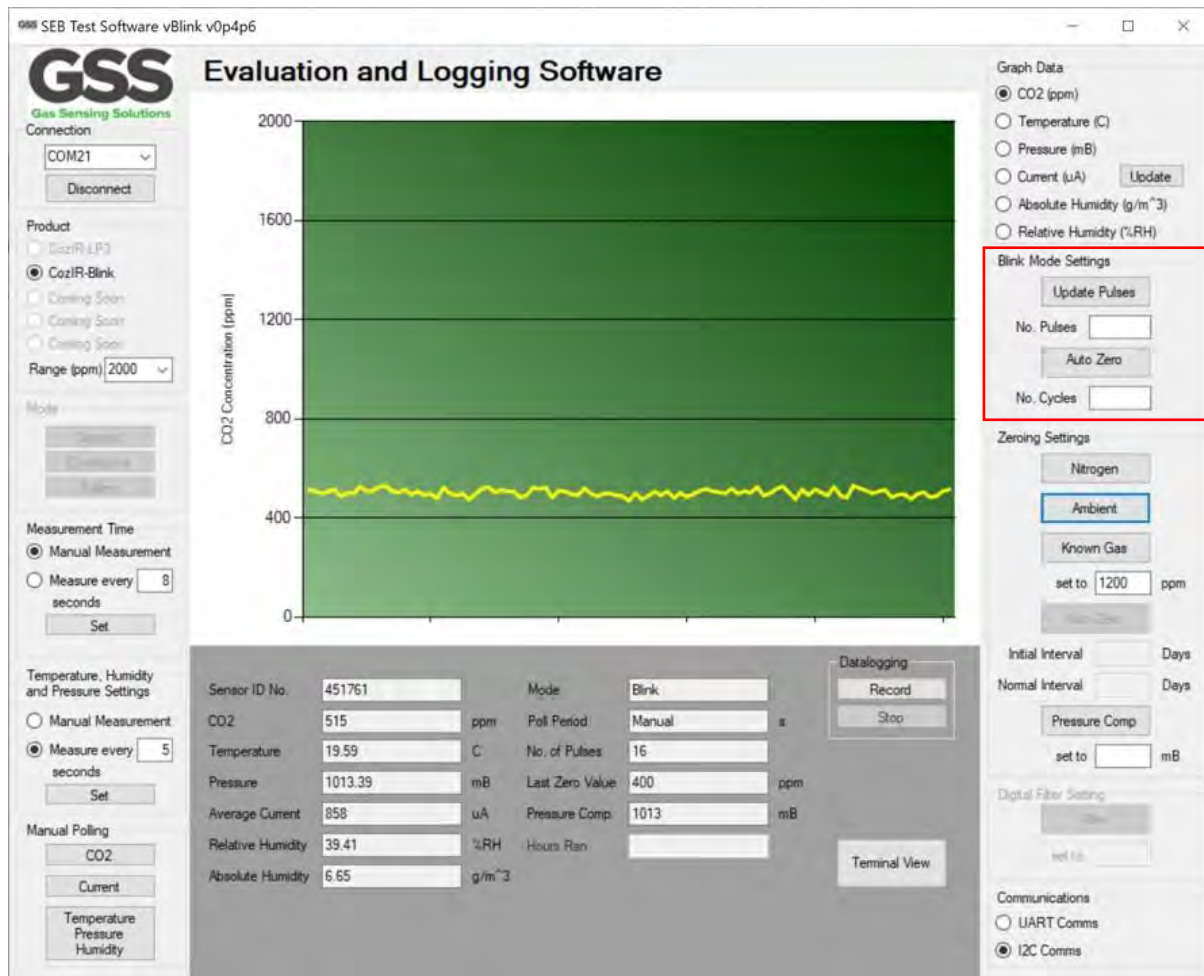 GSS SEB Test Software vBlink v0p4p6
GSS
Gas Sensing Solutions
Evaluation and Logging Software
Connection
COM21
Disconnect
Product
CozIR-LP3
CozIR-Blink
Coming Soon
Coming Soon
Coming Soon
Range (ppm) 2000
Mode
Measurement Time
Manual Measurement
Measure every 8
seconds
Set
Temperature, Humidity
and Pressure Settings
Manual Measurement
Measure every 5
seconds
Set
Manual Polling
CO2
Current
Temperature
Pressure
Humidity
CO2 Concentration (ppm)
2000
1600
1200
800
400
0
Sensor ID No. 451761
CO2 515 ppm
Temperature 19.59 C
Pressure 1013.39 mB
Average Current 858 uA
Relative Humidity 39.41 %RH
Absolute Humidity 6.65 g/m^3
Mode Blink
Poll Period Manual s
No. of Pulses 16
Last Zero Value 400 ppm
Pressure Comp. 1013 mB
Hours Ran
Datalogging
Record
Stop
Terminal View
Graph Data
CO2 (ppm)
Temperature (C)
Pressure (mB)
Current (uA) Update
Absolute Humidity (g/m^3)
Relative Humidity (%RH)
Blink Mode Settings
Update Pulses
No. Pulses
Auto Zero
No. Cycles
Zeroing Settings
Nitrogen
Ambient
Known Gas
set to 1200 ppm
Auto Zero
Initial Interval Days
Normal Interval Days
Pressure Comp
set to mB
Digital Filter Setting
set to
Communications
UART Comms
I2C Comms